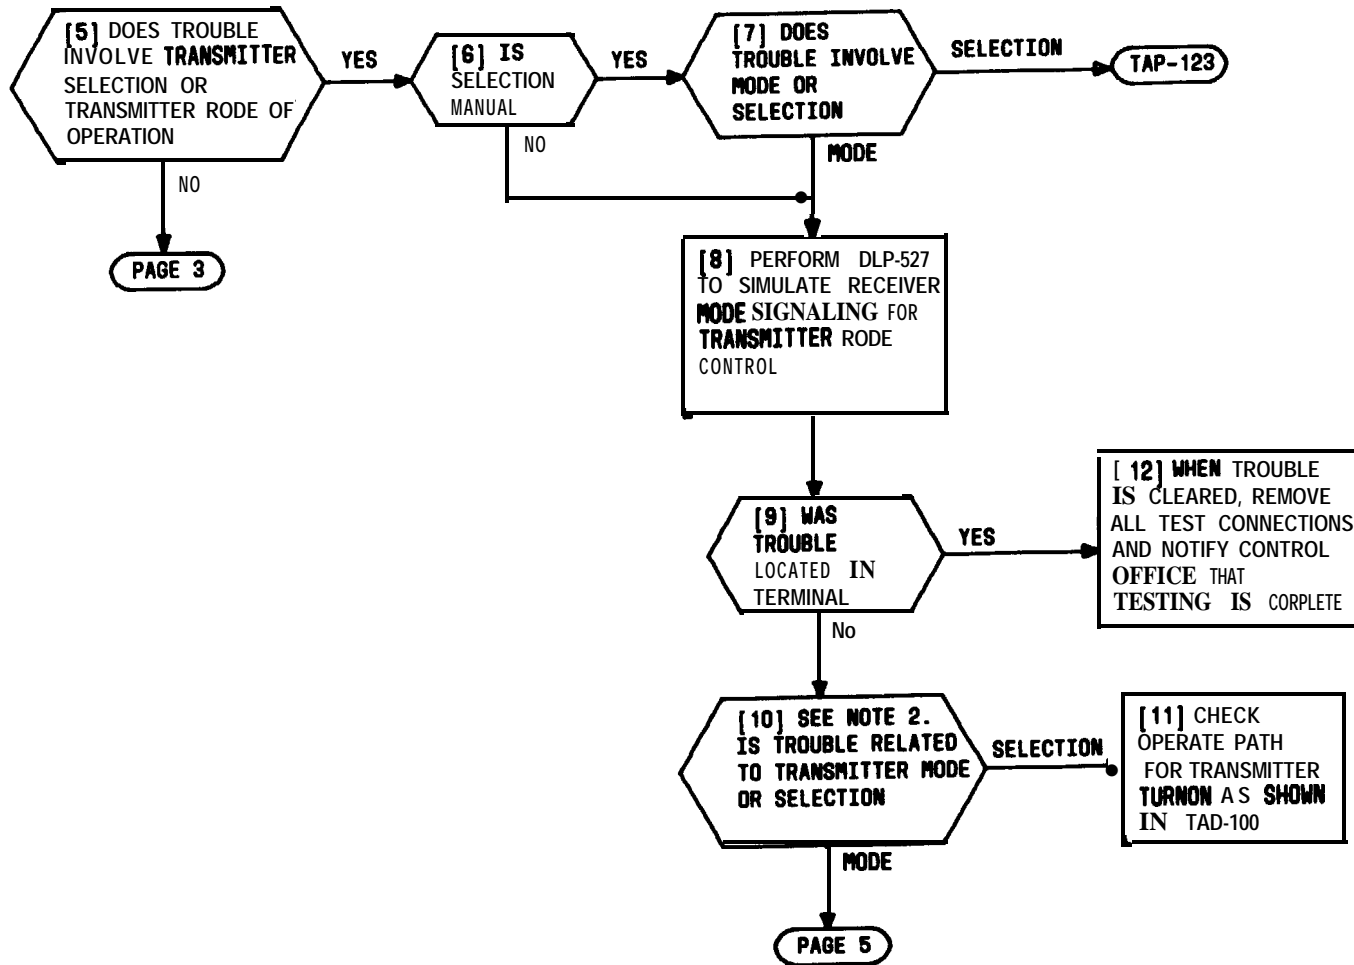 [5] DOES TROUBLE
INVOLVE TRANSMITTER
SELECTION OR
TRANSMITTER RODE OF
OPERATION
YES
NO
PAGE 3
[6] IS
SELECTION
MANUAL
YES
NO
[7] DOES
TROUBLE INVOLVE
MODE OR
SELECTION
SELECTION
TAP-123
MODE
[8] PERFORM DLP-527
TO SIMULATE RECEIVER
MODE SIGNALING FOR
TRANSMITTER RODE
CONTROL
[9] WAS
TROUBLE
LOCATED IN
TERMINAL
YES
No
[12] WHEN TROUBLE
IS CLEARED, REMOVE
ALL TEST CONNECTIONS
AND NOTIFY CONTROL
OFFICE THAT
TESTING IS CORPLETE
[10] SEE NOTE 2.
IS TROUBLE RELATED
TO TRANSMITTER MODE
OR SELECTION
SELECTION
MODE
[11] CHECK
OPERATE PATH
FOR TRANSMITTER
TURNON AS SHOWN
IN TAD-100
PAGE 5